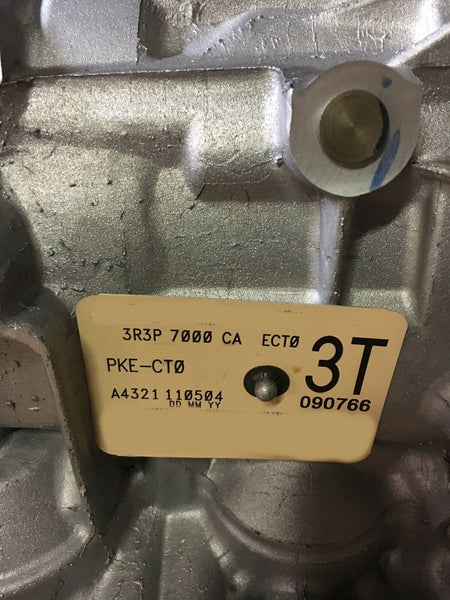 3R3P 7000 CA ECT0 3T
PKE-CT0
A4321 110504 090766
DD MM YY